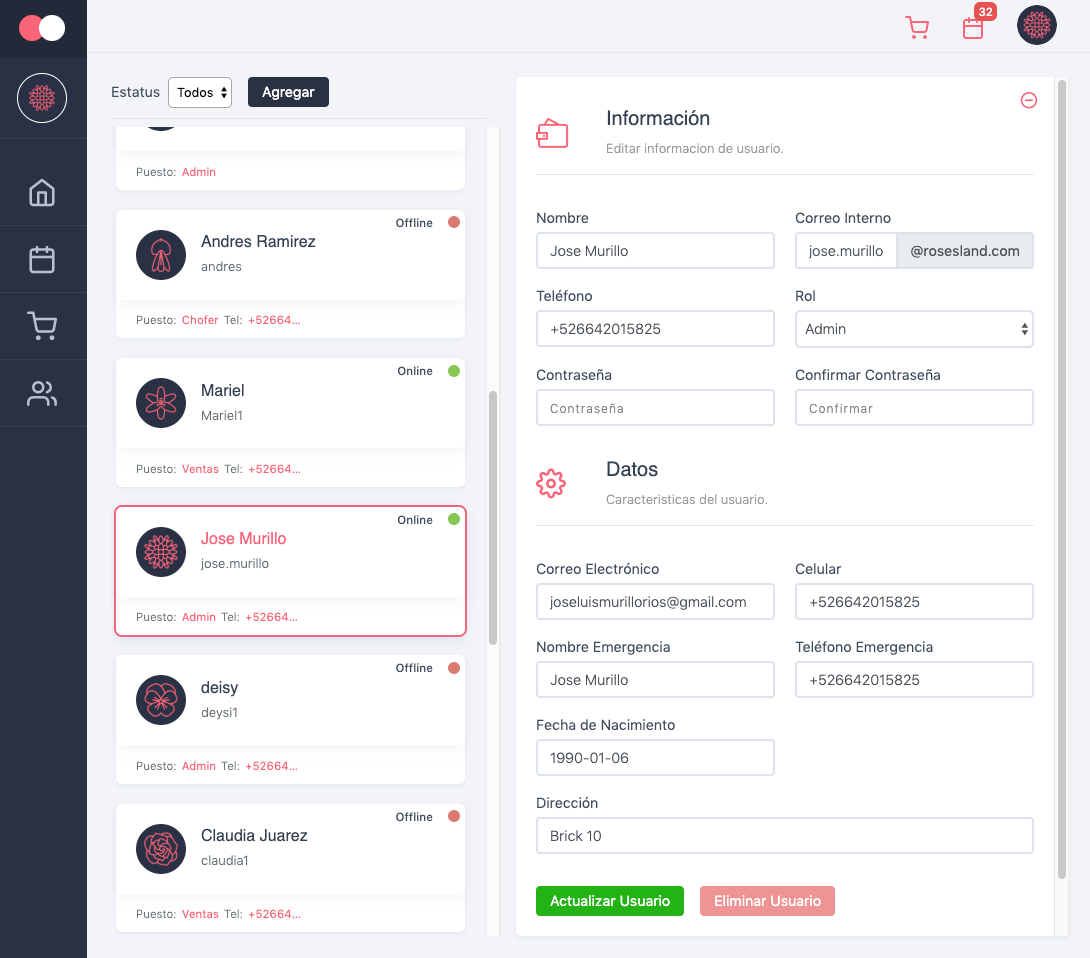 32
Estatus Todos Agregar
Puesto: Admin
Offline
Andres Ramirez
andres
Puesto: Chofer Tel: +52664...
Online
Mariel
Mariel1
Puesto: Ventas Tel: +52664...
Online
Jose Murillo
jose.murillo
Puesto: Admin Tel: +52664...
Offline
deisy
deysi1
Puesto: Admin Tel: +52664...
Offline
Claudia Juarez
claudia1
Puesto: Ventas Tel: +52664...
Información
Editar informacion de usuario.
Nombre Correo Interno
Jose Murillo jose.murillo @rosesland.com
Teléfono Rol
+526642015825 Admin
Contraseña Confirmar Contraseña
Contraseña Confirmar
Datos
Caracteristicas del usuario.
Correo Electrónico Celular
joseluismurillorios@gmail.com +526642015825
Nombre Emergencia Teléfono Emergencia
Jose Murillo +526642015825
Fecha de Nacimiento
1990-01-06
Dirección
Brick 10
Actualizar Usuario Eliminar Usuario